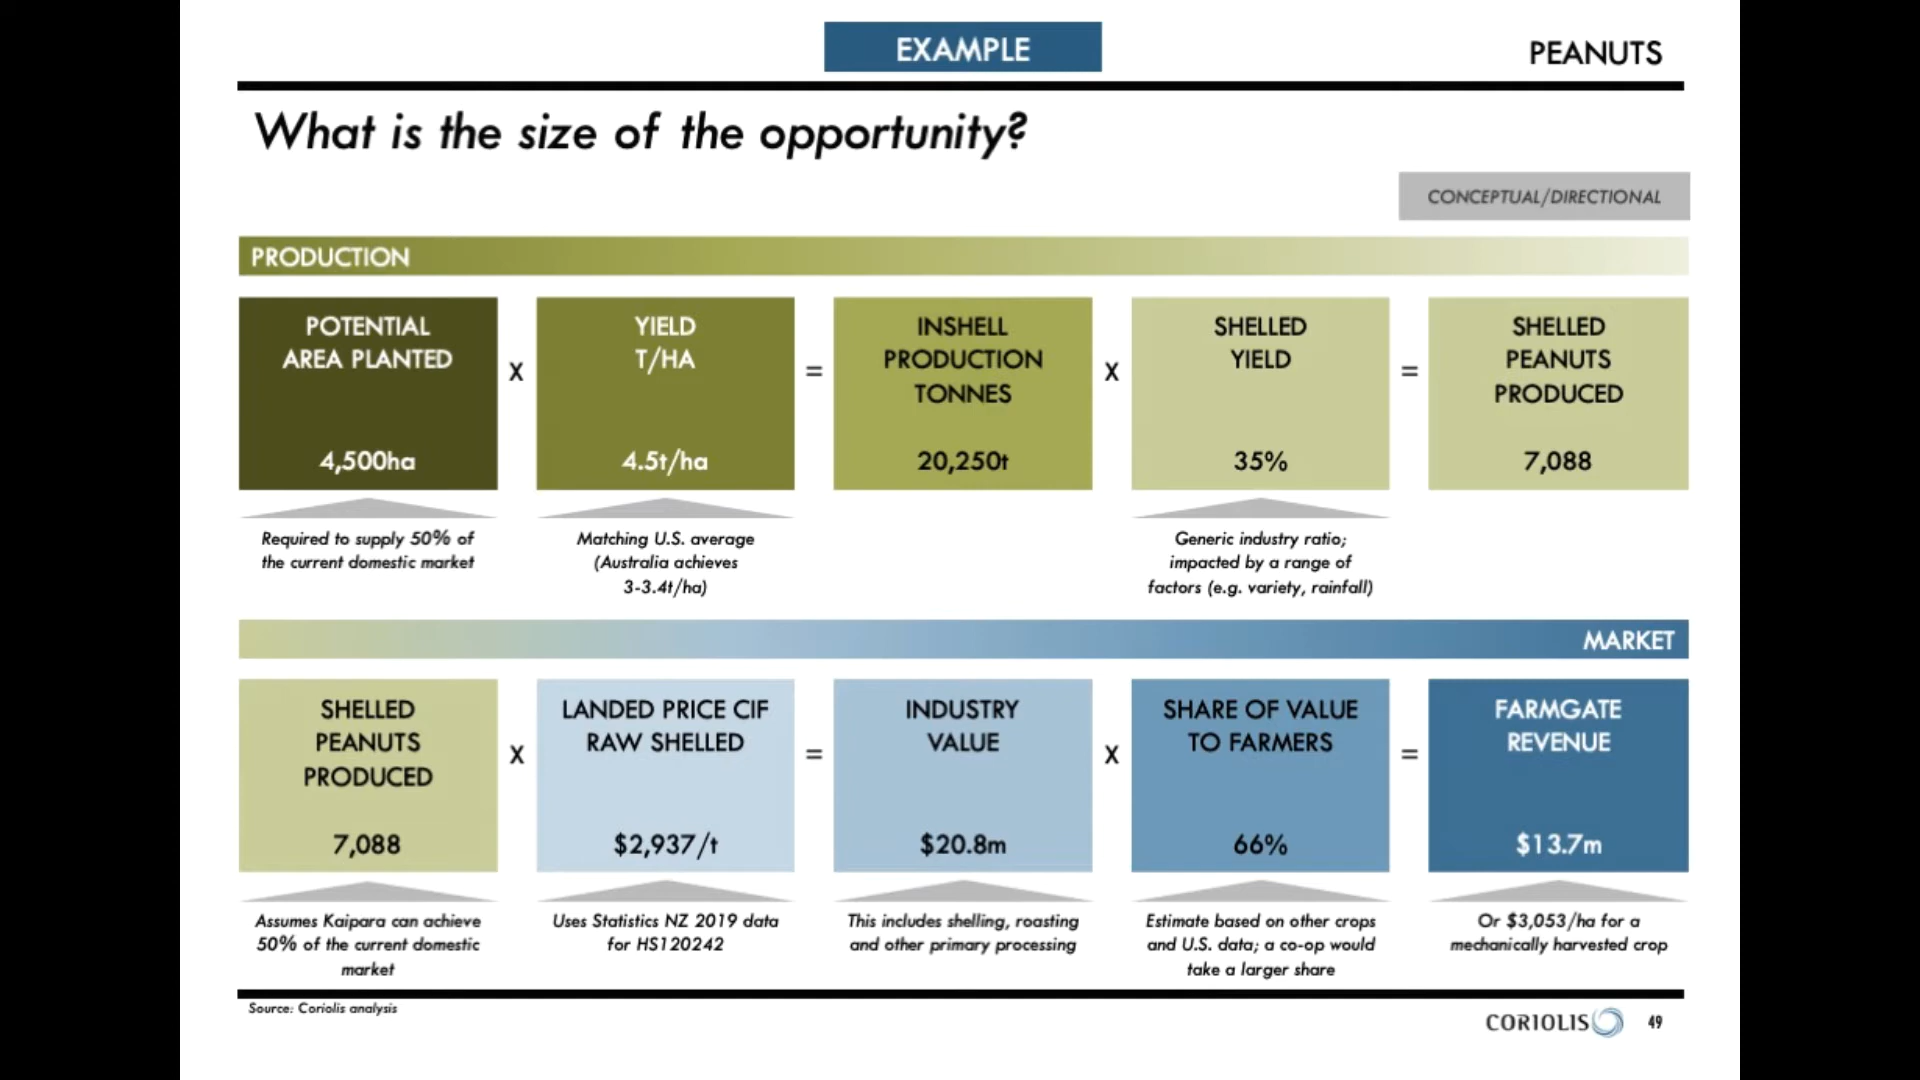 EXAMPLE
PEANUTS
What is the size of the opportunity?
CONCEPTUAL/DIRECTIONAL
PRODUCTION
POTENTIAL
AREA PLANTED
4,500ha
X
YIELD
T/HA
4.5t/ha
=
INSHELL
PRODUCTION
TONNES
20,250t
X
SHELLED
YIELD
35%
=
SHELLED
PEANUTS
PRODUCED
7,088
Required to supply 50% of
the current domestic market
Matching U.S. average
(Australia achieves
3-3.4t/ha)
Generic industry ratio;
impacted by a range of
factors (e.g. variety, rainfall)
MARKET
SHELLED
PEANUTS
PRODUCED
7,088
X
LANDED PRICE CIF
RAW SHELLED
$2,937/t
=
INDUSTRY
VALUE
$20.8m
X
SHARE OF VALUE
TO FARMERS
66%
=
FARMGATE
REVENUE
$13.7m
Assumes Kaipara can achieve
50% of the current domestic
market
Uses Statistics NZ 2019 data
for HS120242
This includes shelling, roasting
and other primary processing
Estimate based on other crops
and U.S. data; a co-op would
take a larger share
Or $3,053/ha for a
mechanically harvested crop
Source: Coriolis analysis
CORIOLIS
49